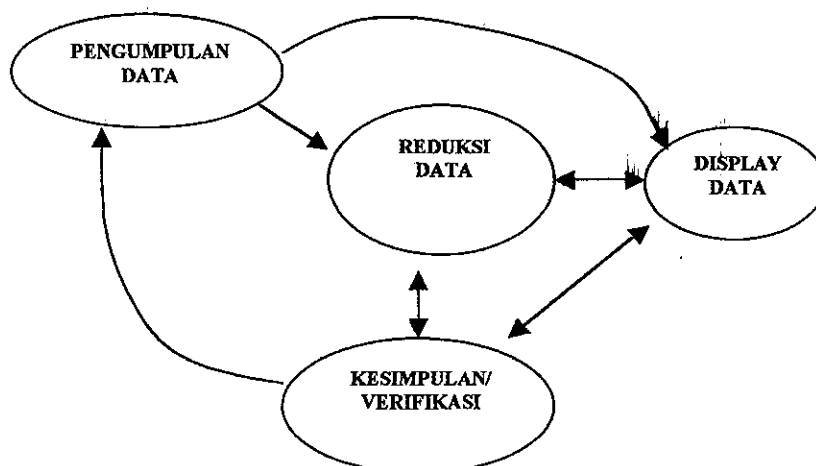 PENGUMPULAN
DATA
REDUKSI
DATA
DISPLAY
DATA
KESIMPULAN/
VERIFIKASI